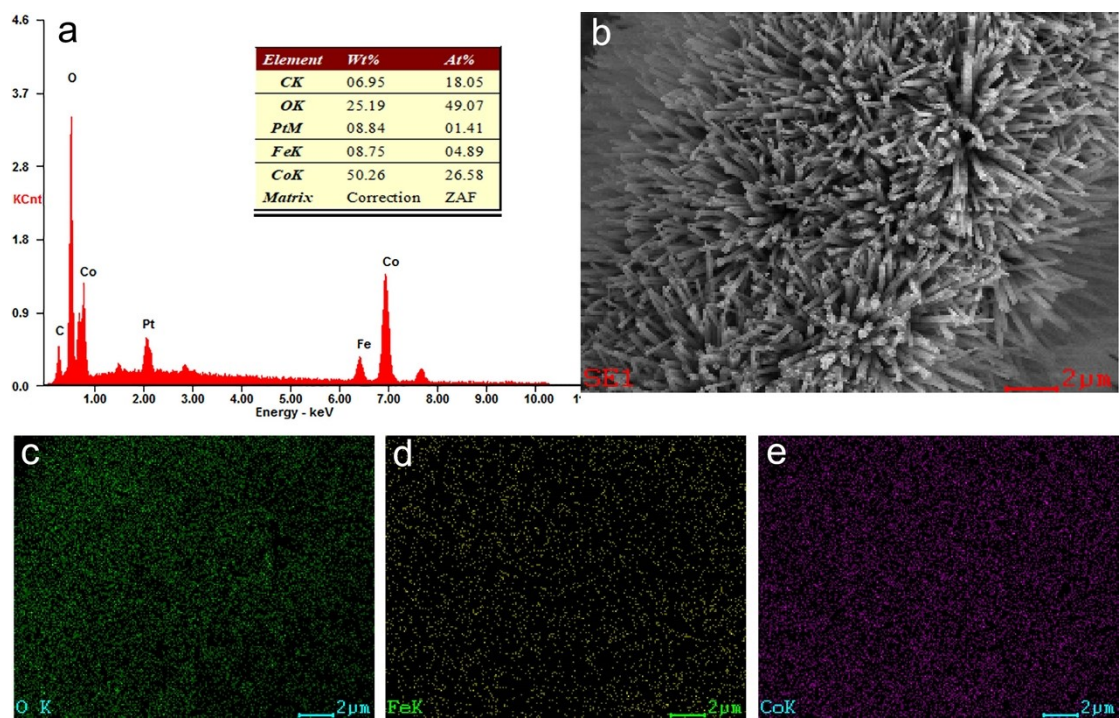 a
4.6
3.7
2.8
KCnt
1.8
0.9
0.0
O
Co
C
Pt
Fe
Co
1.00 2.00 3.00 4.00 5.00 6.00 7.00 8.00 9.00 10.00
Energy - keV
Element Wt% At%
CK 06.95 18.05
OK 25.19 49.07
PtM 08.84 01.41
FeK 08.75 04.89
CoK 50.26 26.58
Matrix Correction ZAF
b
SE1 2µm
c
O K 2µm
d
FeK 2µm
e
CoK 2µm